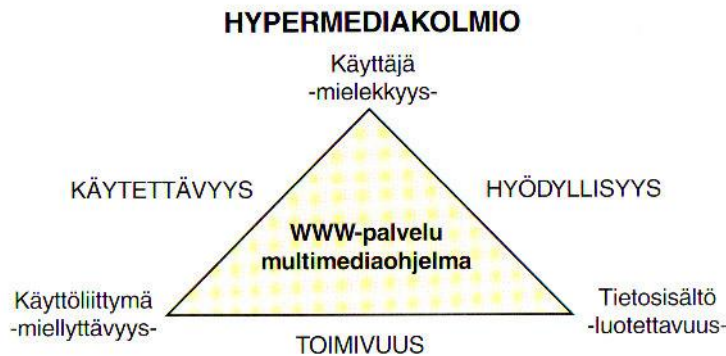 HYPERMEDIAKOLMIO
Käyttäjä
-mielekkyys-
KÄYTETTÄVYYS
HYÖDYLLISYYS
WWW-palvelu
multimediaohjelma
Käyttöliittymä
-miellyttävyys-
Tietosisältö
-luotettavuus-
TOIMIVUUS